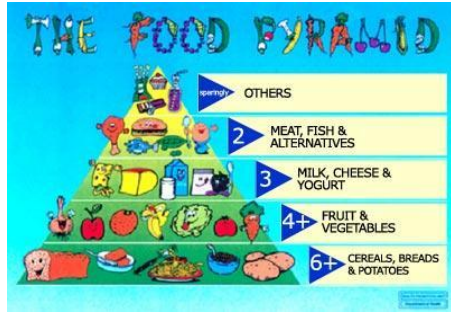 THE FOOD PYRAMID
sparingly OTHERS
2 MEAT, FISH &
ALTERNATIVES
3 MILK, CHEESE &
YOGURT
4+ FRUIT &
VEGETABLES
6+ CEREALS, BREADS
& POTATOES